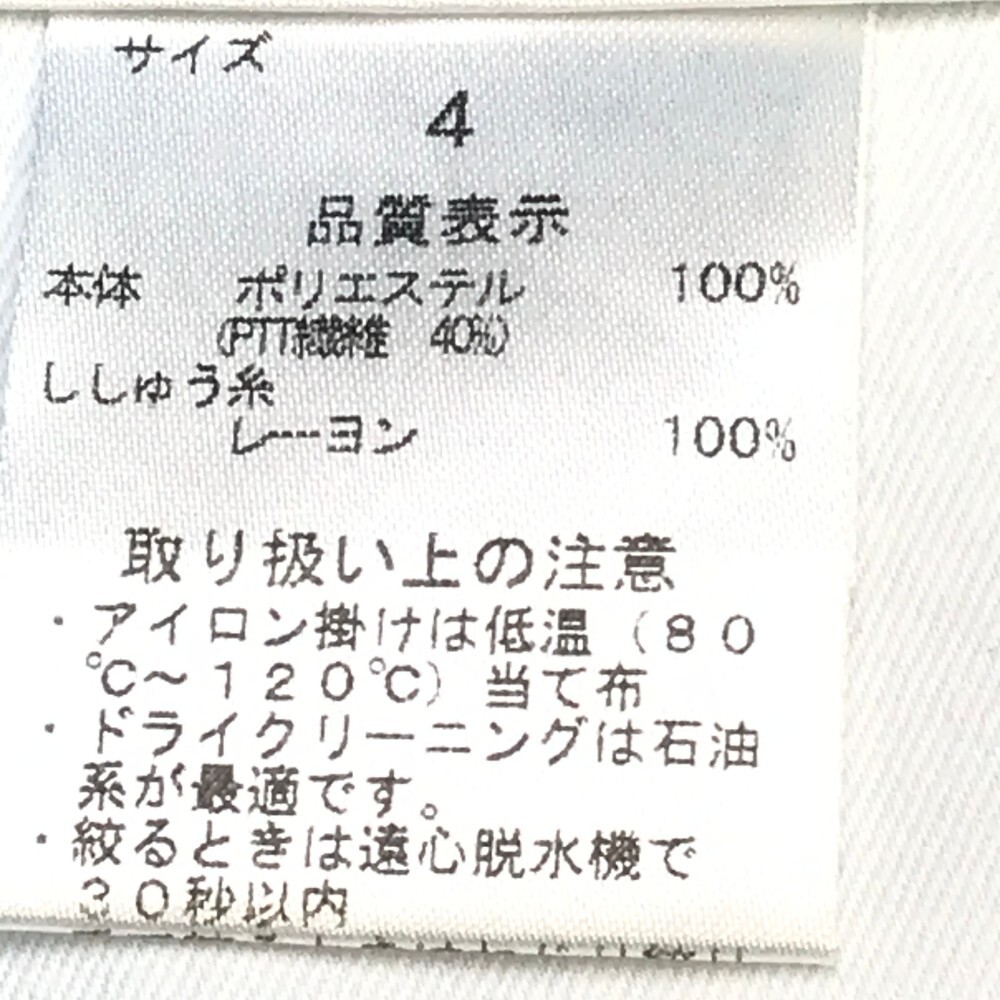 サイズ
4
品質表示
本体 ポリエステル 100%
(PTT繊維 40%)
ししゅう糸
レーヨン 100%
取り扱い上の注意
・アイロン掛けは低温（８０
℃～１２０℃）当て布
・ドライクリーニングは石油
系が最適です。
・絞るときは遠心脱水機で
３０秒以内